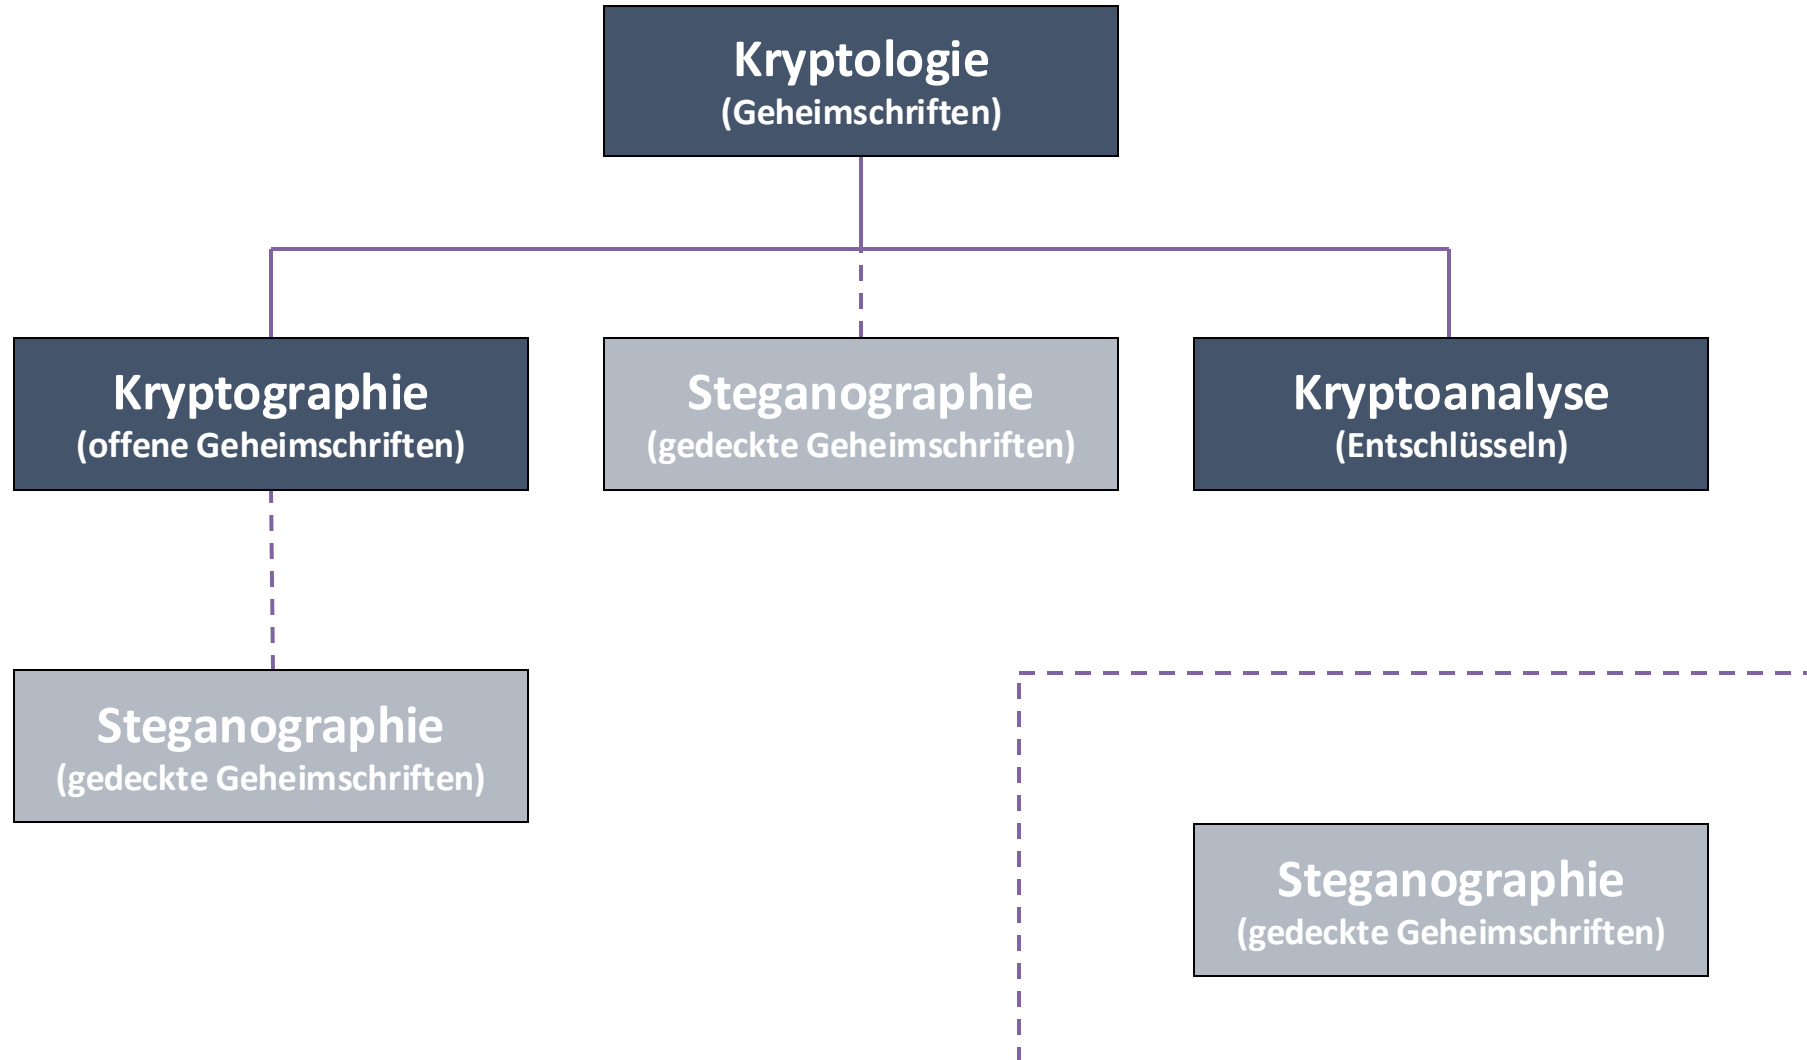 Kryptologie
(Geheimschriften)
Kryptographie
(offene Geheimschriften)
Steganographie
(gedeckte Geheimschriften)
Kryptoanalyse
(Entschlüsseln)
Steganographie
(gedeckte Geheimschriften)
Steganographie
(gedeckte Geheimschriften)